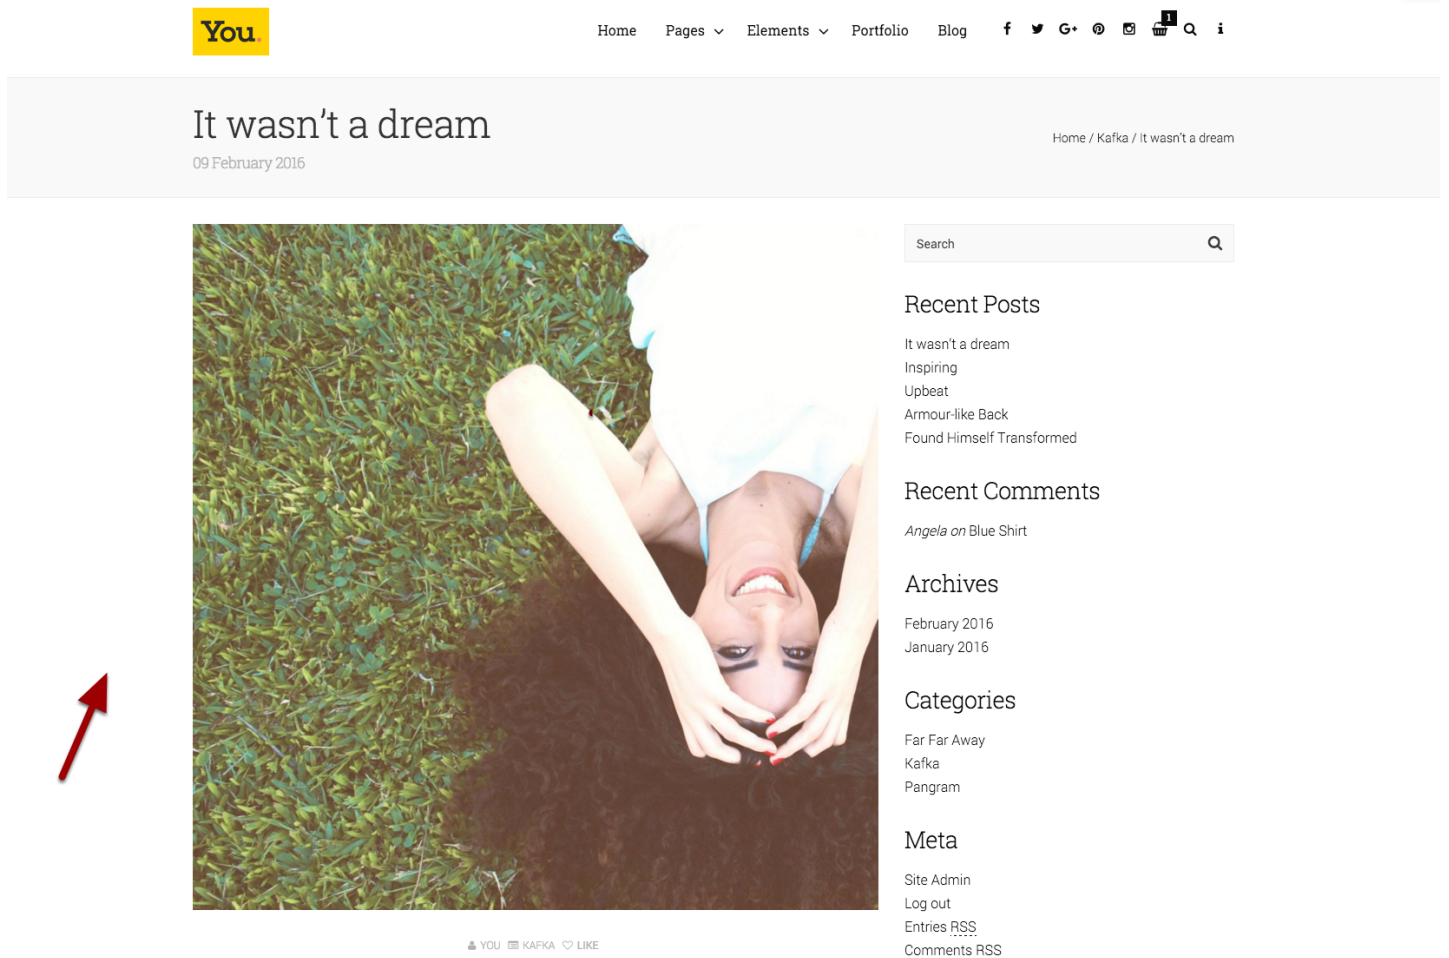 You.
Home Pages Elements Portfolio Blog 1
It wasn't a dream
09 February 2016
Home / Kafka / It wasn't a dream
Search
Recent Posts
It wasn't a dream
Inspiring
Upbeat
Armour-like Back
Found Himself Transformed
Recent Comments
Angela on Blue Shirt
Archives
February 2016
January 2016
Categories
Far Far Away
Kafka
Pangram
Meta
Site Admin
Log out
Entries RSS
Comments RSS
YOU KAFKA LIKE